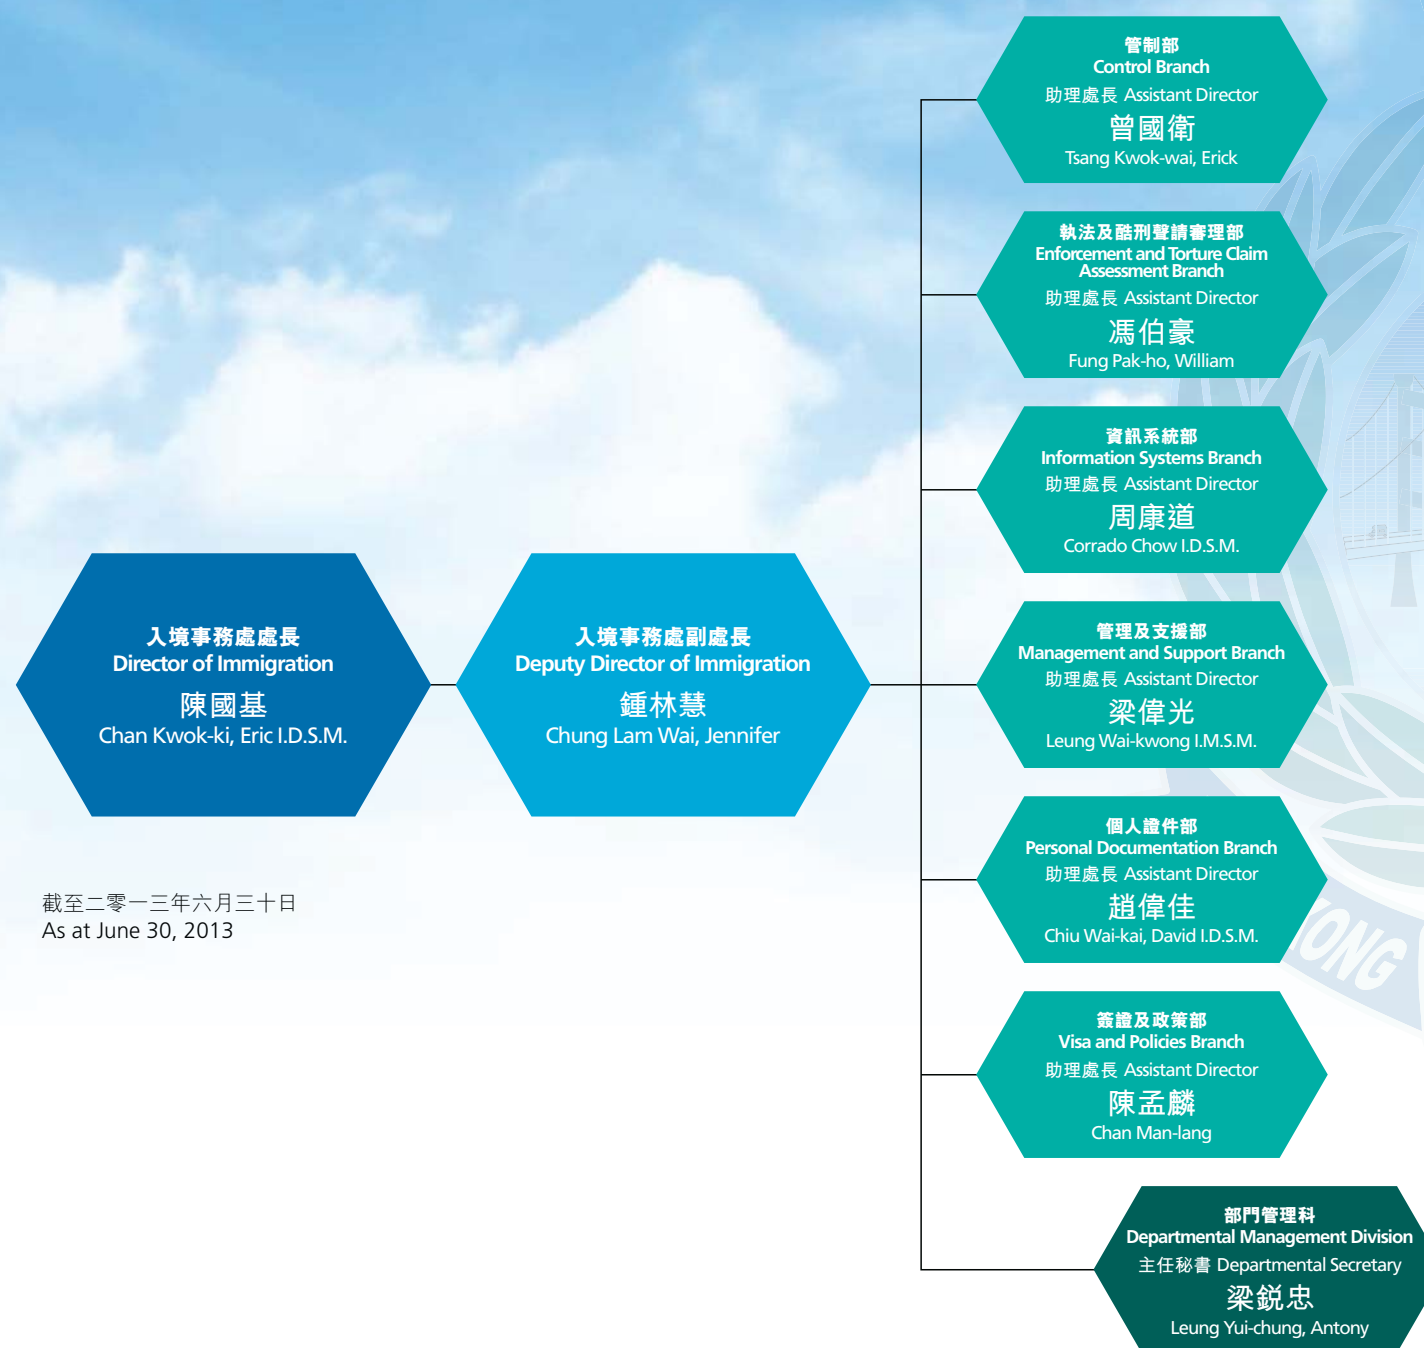 管制部
Control Branch
助理處長 Assistant Director
曾國衛
Tsang Kwok-wai, Erick
執法及酷刑聲請審理部
Enforcement and Torture Claim
Assessment Branch
助理處長 Assistant Director
馮伯豪
Fung Pak-ho, William
資訊系統部
Information Systems Branch
助理處長 Assistant Director
周康道
Corrado Chow I.D.S.M.
入境事務處處長
Director of Immigration
陳國基
Chan Kwok-ki, Eric I.D.S.M.
入境事務處副處長
Deputy Director of Immigration
鍾林慧
Chung Lam Wai, Jennifer
管理及支援部
Management and Support Branch
助理處長 Assistant Director
梁偉光
Leung Wai-kwong I.M.S.M.
個人證件部
Personal Documentation Branch
助理處長 Assistant Director
趙偉佳
Chiu Wai-kai, David I.D.S.M.
截至二零一三年六月三十日
As at June 30, 2013
簽證及政策部
Visa and Policies Branch
助理處長 Assistant Director
陳孟麟
Chan Man-lang
部門管理科
Departmental Management Division
主任秘書 Departmental Secretary
梁鋭忠
Leung Yui-chung, Antony
ONG